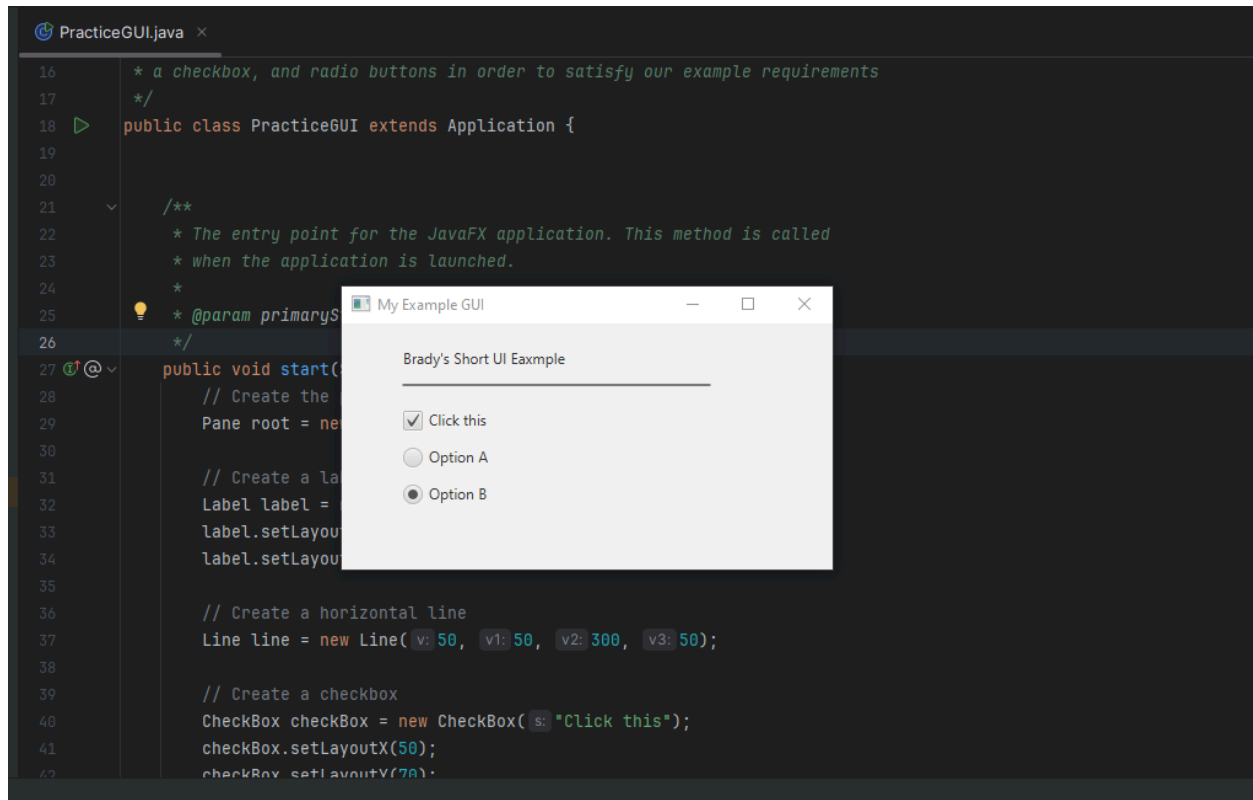 PracticeGUI.java
16 * a checkbox, and radio buttons in order to satisfy our example requirements
17 */
18 public class PracticeGUI extends Application {
19
20
21 /**
22 * The entry point for the JavaFX application. This method is called
23 * when the application is launched.
24 *
25 * @param primaryS
26 */
27 @ public void start(
28 // Create the
29 Pane root = ne
30
31 // Create a la
32 Label label =
33 label.setLayou
34 label.setLayou
35
36 // Create a horizontal line
37 Line line = new Line( v: 50, v1: 50, v2: 300, v3: 50);
38
39 // Create a checkbox
40 CheckBox checkBox = new CheckBox( s: "Click this");
41 checkBox.setLayoutX(50);
42 checkBox.setLayoutY(70);
My Example GUI
Brady's Short UI Eaxmple
Click this
Option A
Option B